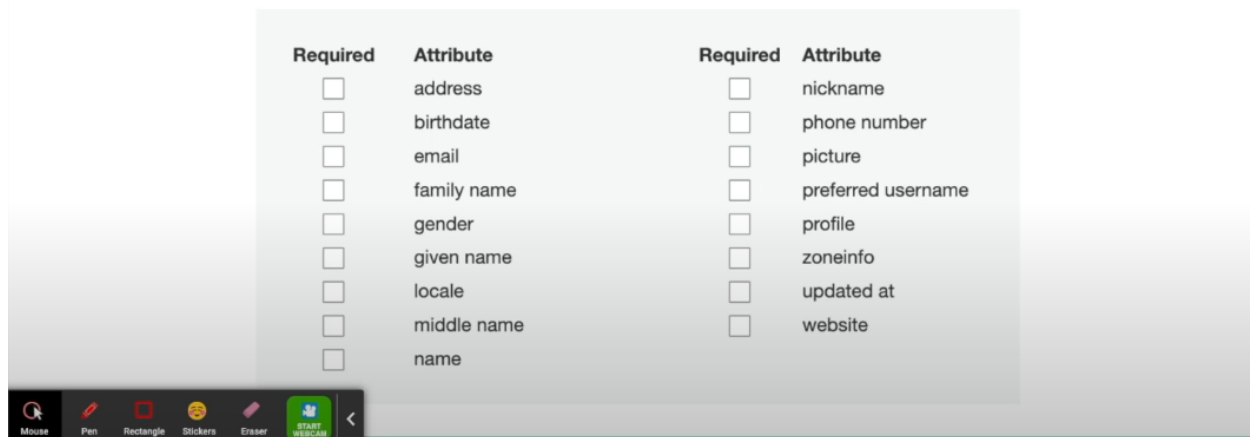 Required Attribute Required Attribute
address nickname
birthdate phone number
email picture
family name preferred username
gender profile
given name zoneinfo
locale updated at
middle name website
name
Mouse Pen Rectangle Stickers Eraser START WEBCAM